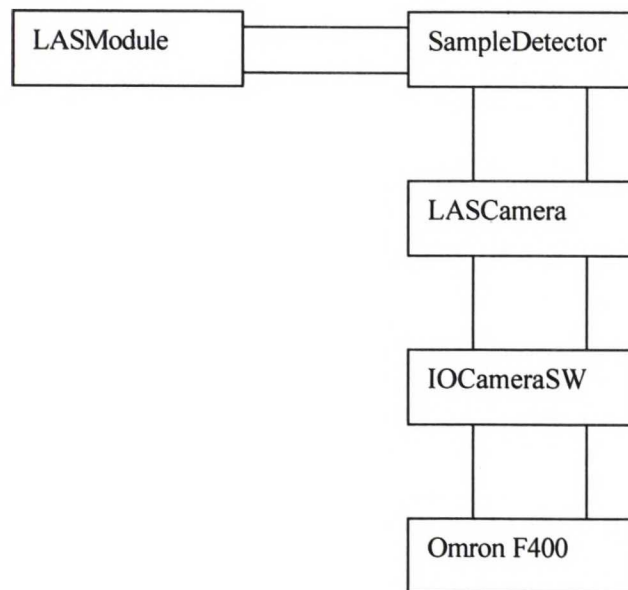 LASModule
SampleDetector
LASCamera
IOCameraSW
Omron F400